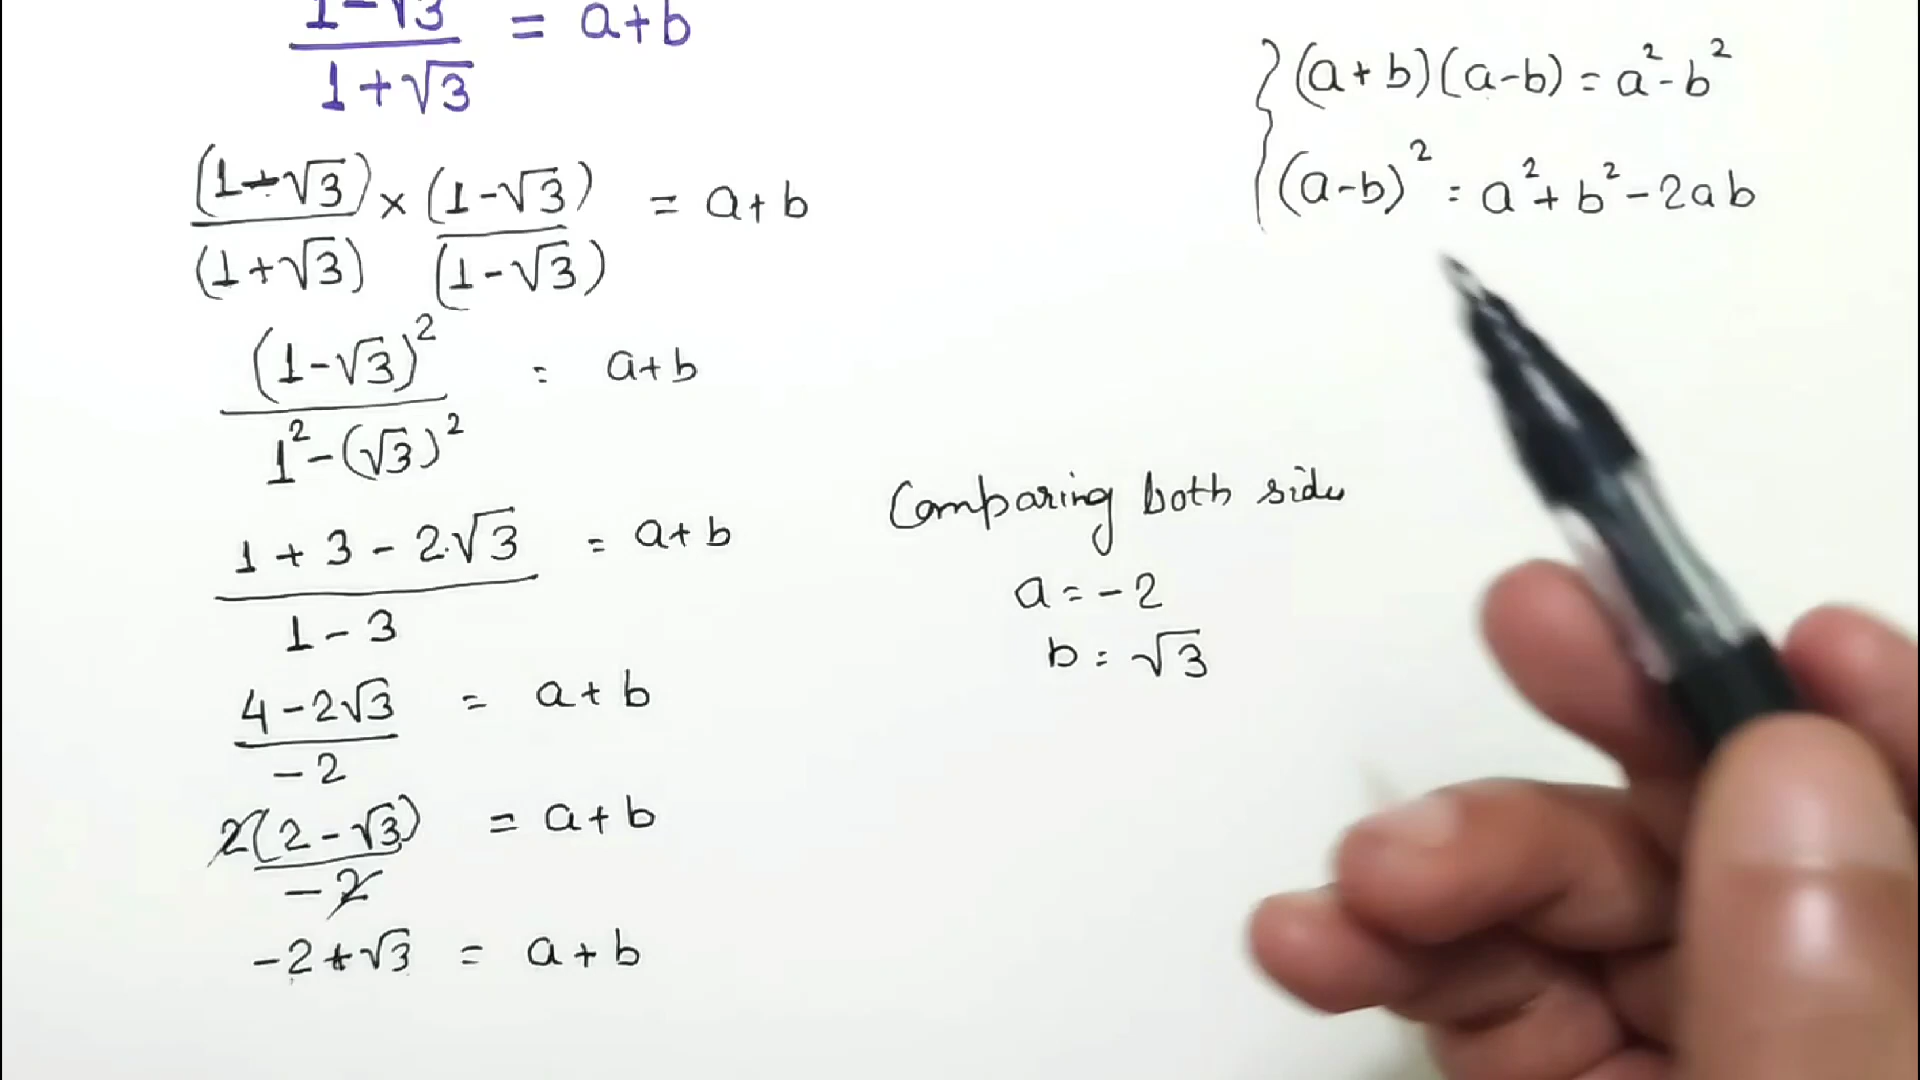 1-√3 / 1+√3 = a+b
(1-√3) / (1+√3) × (1-√3) / (1-√3) = a+b
(1-√3)² / 1²-(√3)² = a+b
1+3-2.√3 / 1-3 = a+b
4-2√3 / -2 = a+b
2(2-√3) / -2 = a+b
-2+√3 = a+b
(a+b)(a-b) = a²-b²
(a-b)² = a²+b²-2ab
Comparing both side
a = -2
b = √3